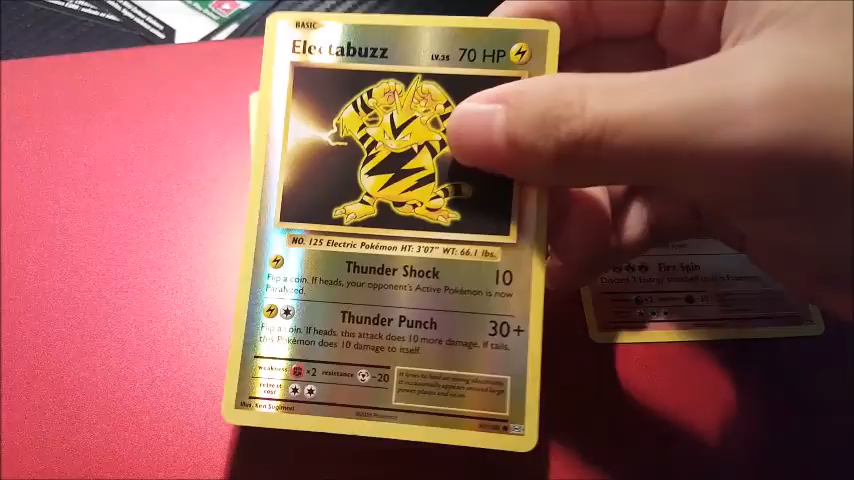 BASIC
Electabuzz LV.35 70 HP
NO. 125 Electric Pokémon HT: 3'07" WT: 66.1 lbs.
Thunder Shock 10
Flip a coin. If heads, your opponent's Active Pokémon is now
Paralyzed.
Thunder Punch 30+
Flip a coin. If heads, this attack does 10 more damage. If tails,
this Pokémon does 10 damage to itself.
weakness ×2 resistance -20
retreat
cost
Illus. Ken Sugimori
Fire Spin